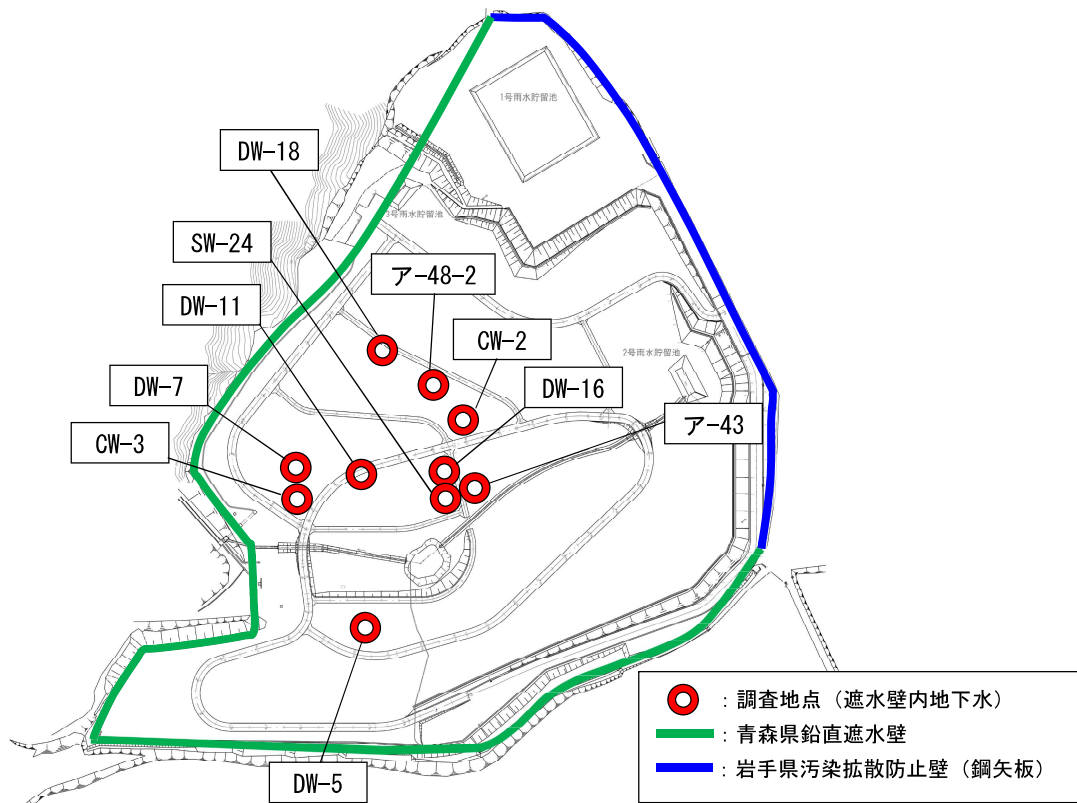 1号雨水貯留池
DW-18
3号雨水貯留池
SW-24
ア-48-2
DW-11
CW-2
2号雨水貯留池
DW-7
DW-16
ア-43
CW-3
DW-5
：調査地点（遮水壁内地下水）
：青森県鉛直遮水壁
：岩手県汚染拡散防止壁（鋼矢板）